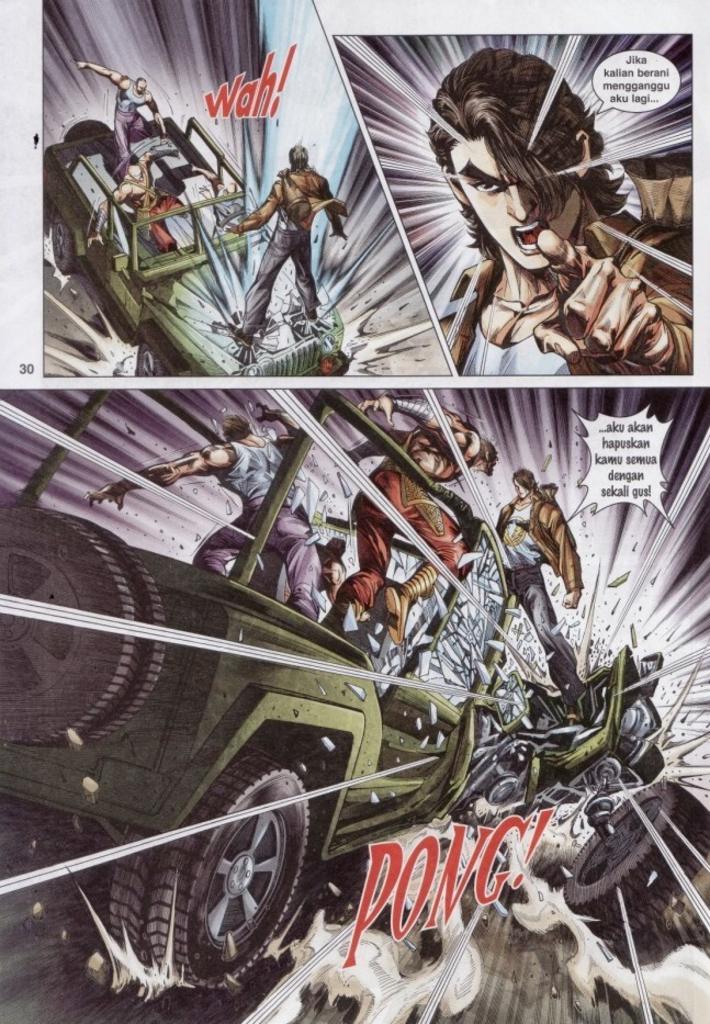 Wah!
Jika
kalian berani
mengganggu
aku lagi...
30
...aku akan
hapuskan
kamu semua
dengan
sekali gus!
PONG!